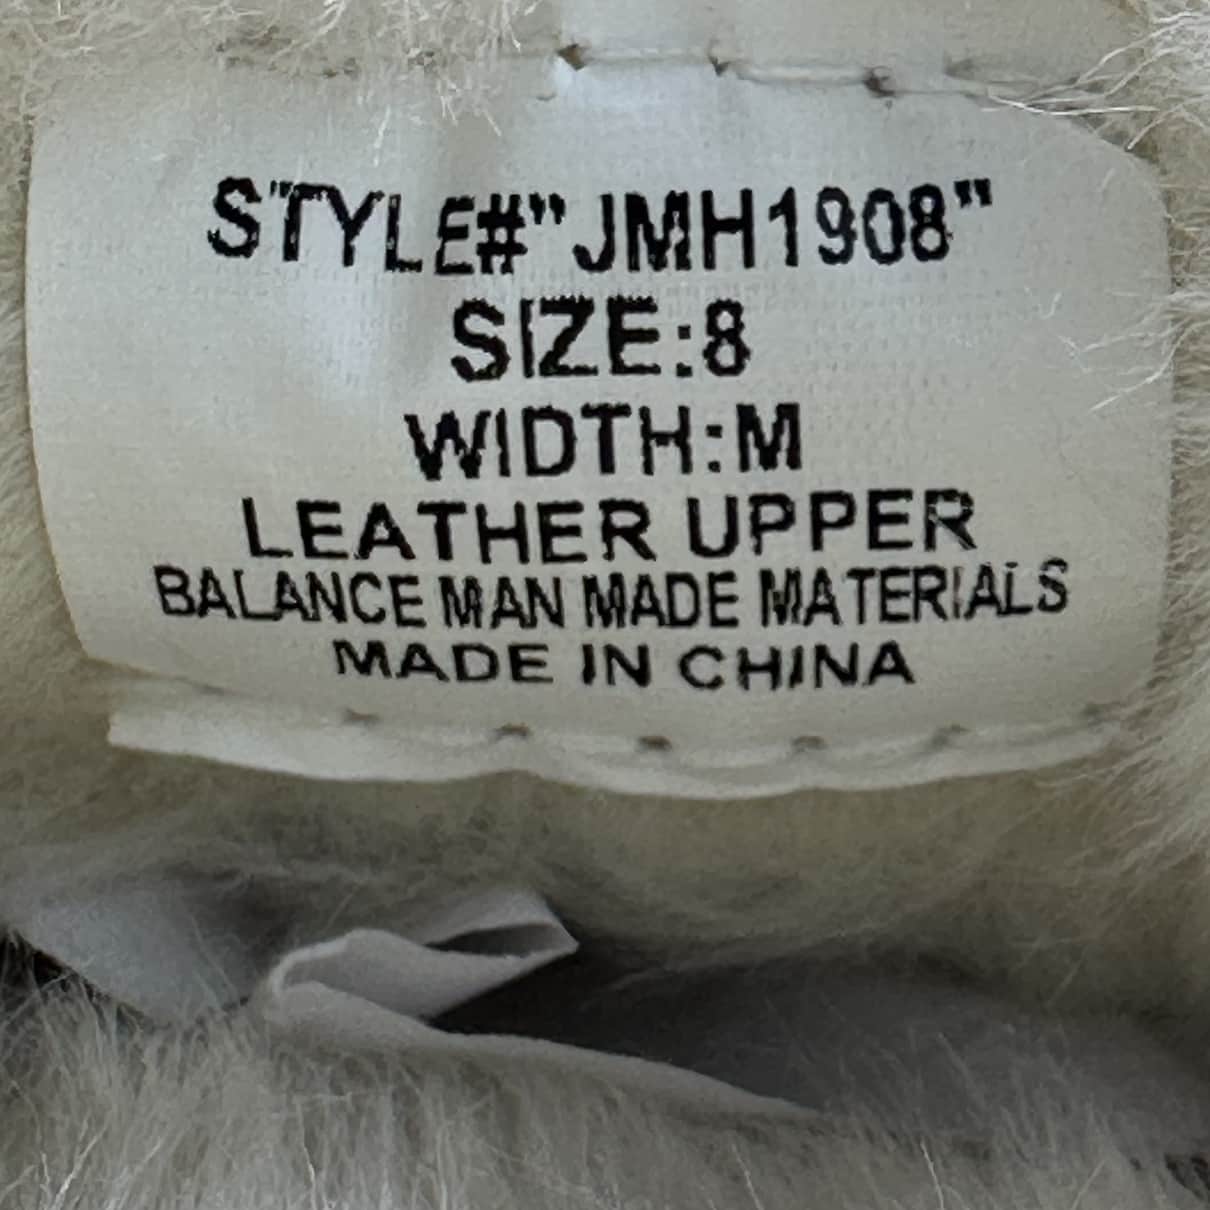 STYLE#"JMH1908"
SIZE:8
WIDTH:M
LEATHER UPPER
BALANCE MAN MADE MATERIALS
MADE IN CHINA